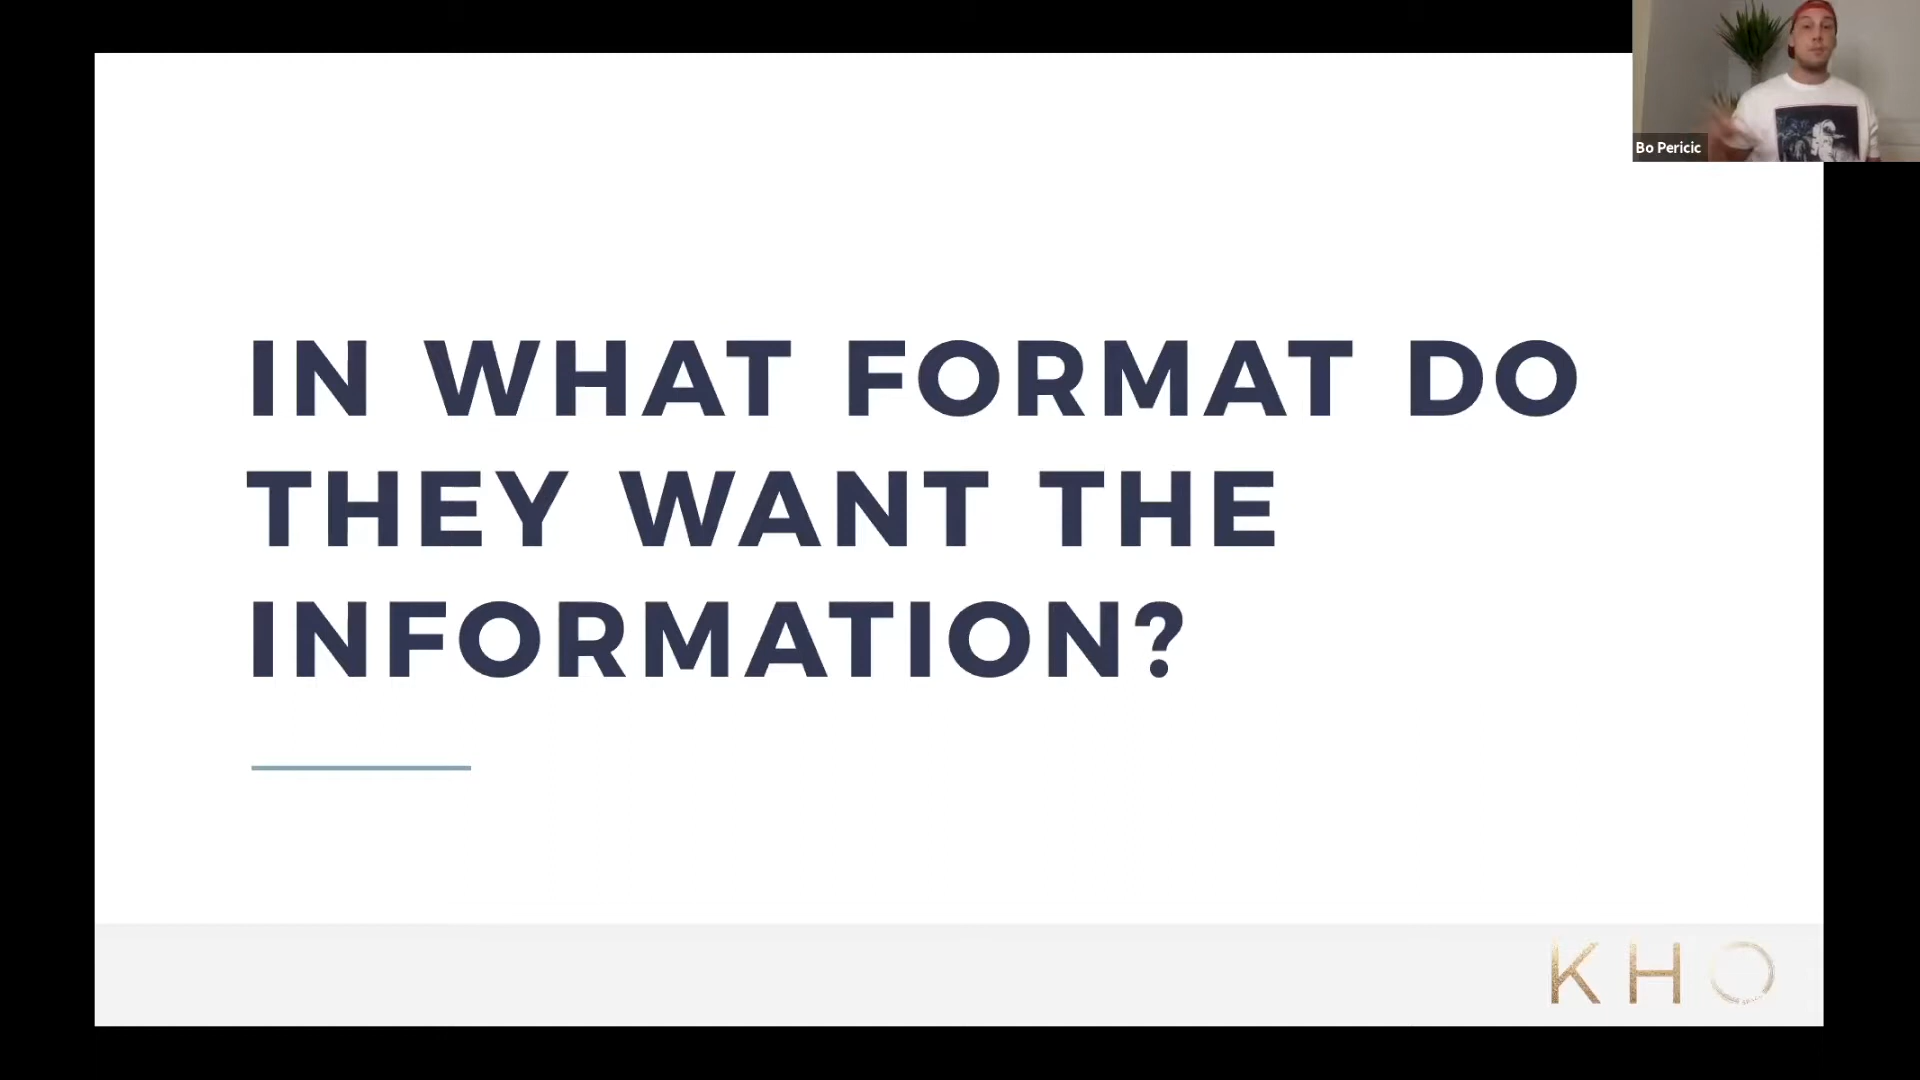 Bo Pericic
IN WHAT FORMAT DO
THEY WANT THE
INFORMATION?
KHO